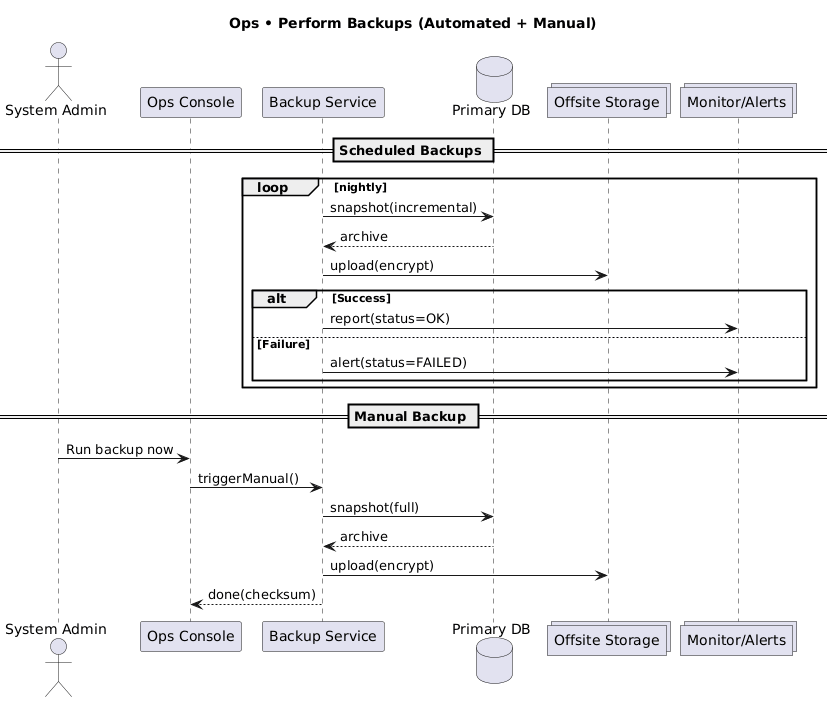 Ops • Perform Backups (Automated + Manual)
System Admin
Ops Console
Backup Service
Primary DB
Offsite Storage
Monitor/Alerts
Scheduled Backups
loop [nightly]
snapshot(incremental)
archive
upload(encrypt)
alt [Success]
report(status=OK)
[Failure]
alert(status=FAILED)
Manual Backup
Run backup now
triggerManual()
snapshot(full)
archive
upload(encrypt)
done(checksum)
System Admin
Ops Console
Backup Service
Primary DB
Offsite Storage
Monitor/Alerts